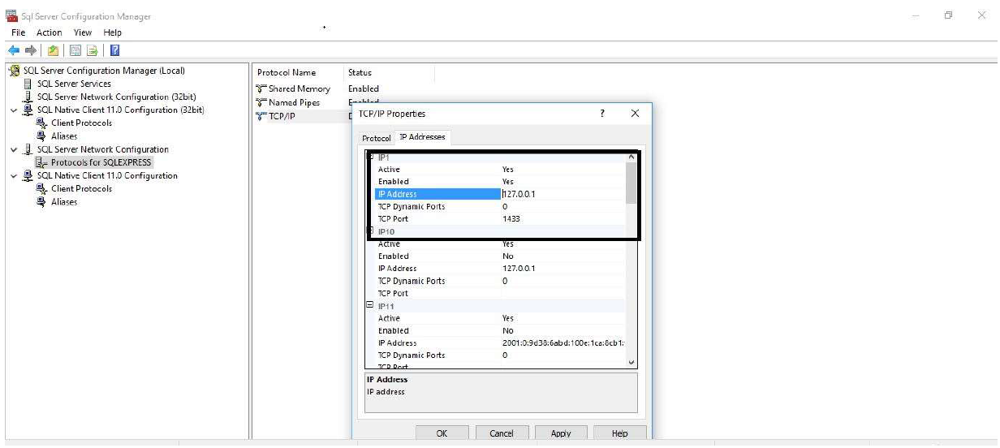 Sql Server Configuration Manager
File Action View Help
SQL Server Configuration Manager (Local)
SQL Server Services
SQL Server Network Configuration (32bit)
SQL Native Client 11.0 Configuration (32bit)
Client Protocols
Aliases
SQL Server Network Configuration
Protocols for SQLEXPRESS
SQL Native Client 11.0 Configuration
Client Protocols
Aliases
Protocol Name Status
Shared Memory Enabled
Named Pipes Enabled
TCP/IP
TCP/IP Properties ? X
Protocol IP Addresses
IP1
Active Yes
Enabled Yes
IP Address 127.0.0.1
TCP Dynamic Ports 0
TCP Port 1433
IP10
Active Yes
Enabled No
IP Address 127.0.0.1
TCP Dynamic Ports 0
TCP Port
IP11
Active Yes
Enabled No
IP Address 2001:0:9d38:6abd:100e:1ca:8cb1:
TCP Dynamic Ports 0
TCP Port
IP Address
IP address
OK Cancel Apply Help